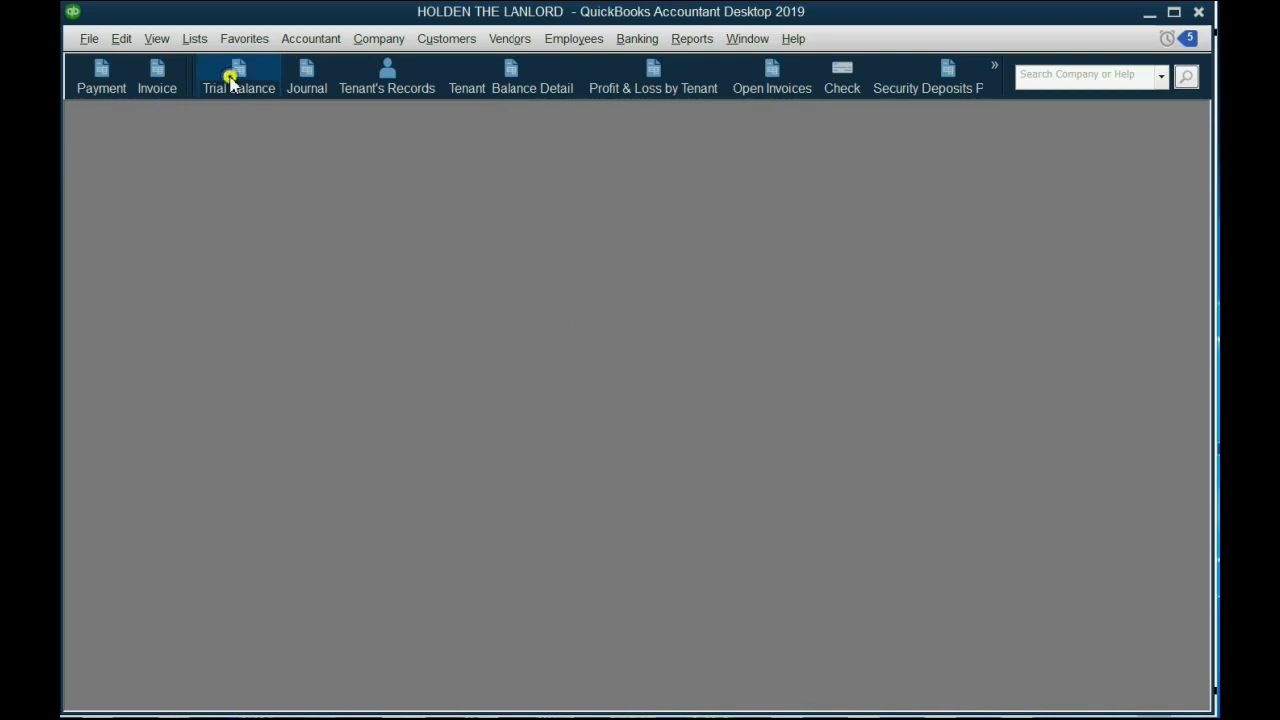 qb
HOLDEN THE LANLORD - QuickBooks Accountant Desktop 2019
File Edit View Lists Favorites Accountant Company Customers Vendors Employees Banking Reports Window Help 5
Payment Invoice Trial Balance Journal Tenant's Records Tenant Balance Detail Profit & Loss by Tenant Open Invoices Check Security Deposits P » Search Company or Help